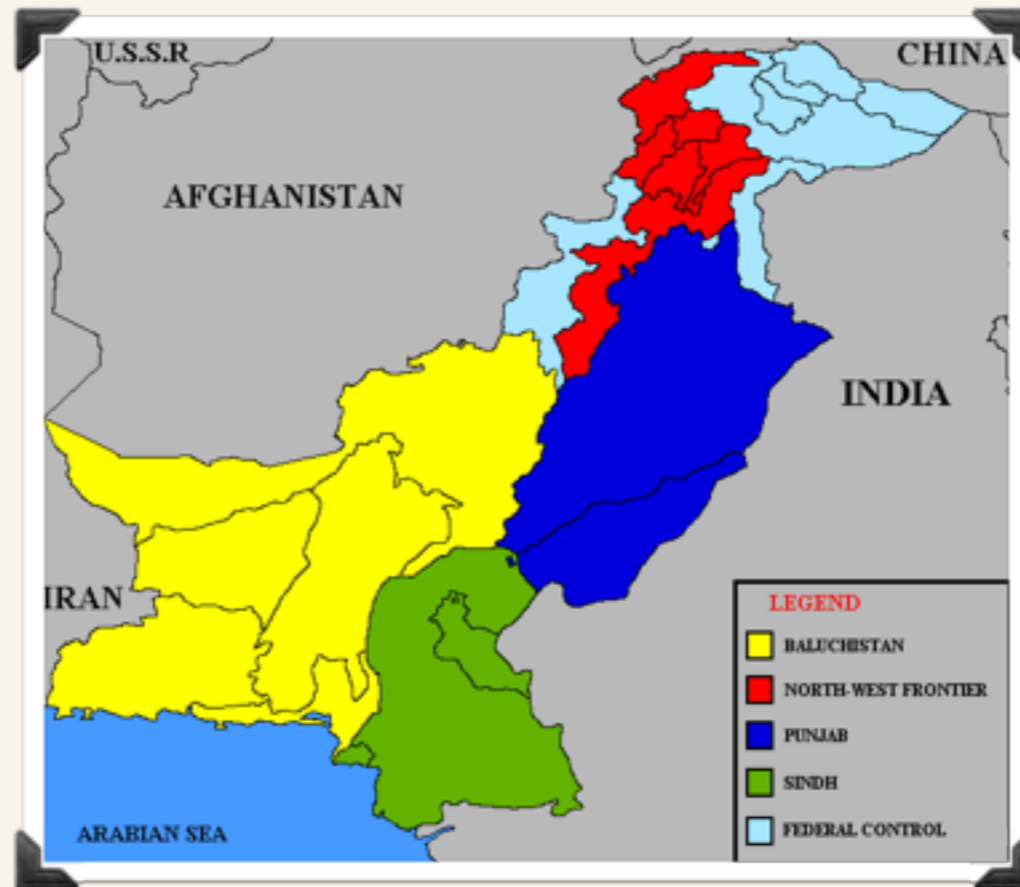 U.S.S.R
CHINA
AFGHANISTAN
INDIA
IRAN
LEGEND
BALUCHISTAN
NORTH-WEST FRONTIER
PUNJAB
SINDH
FEDERAL CONTROL
ARABIAN SEA